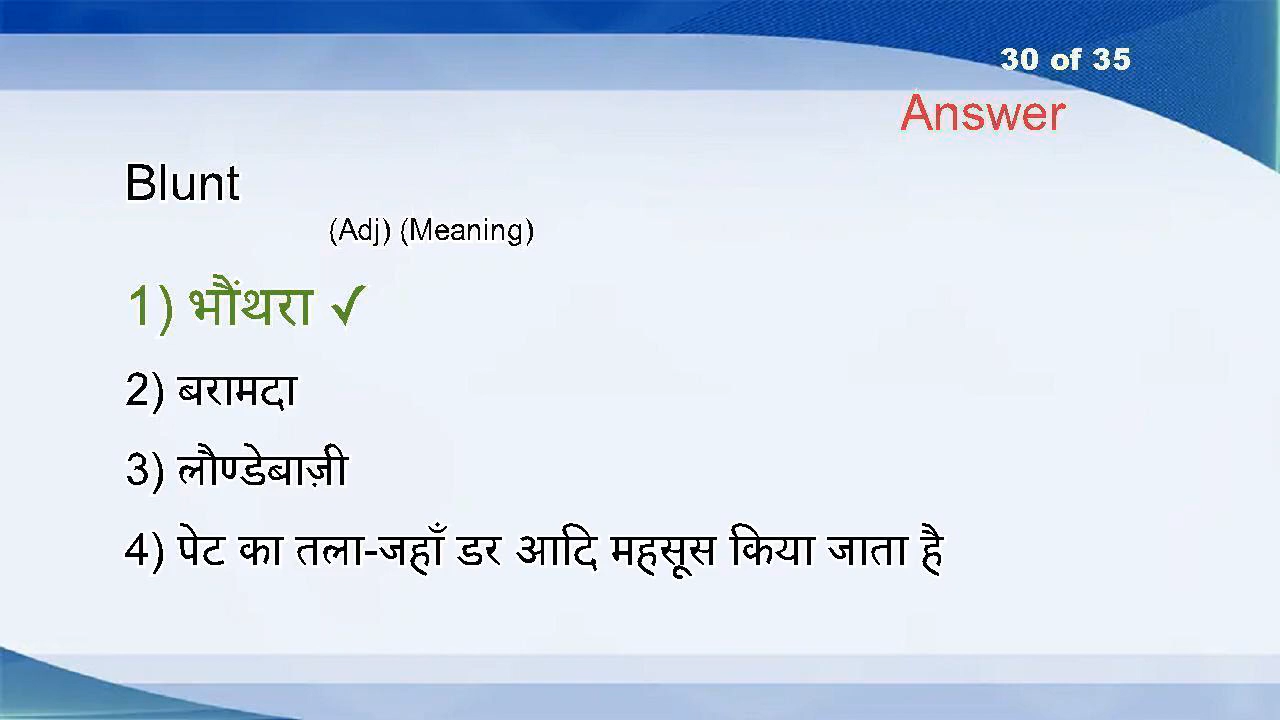 30 of 35
Answer
Blunt
(Adj) (Meaning)
1) भौंथरा ✓
2) बरामदा
3) लौण्डेबाज़ी
4) पेट का तला-जहाँ डर आदि महसूस किया जाता है